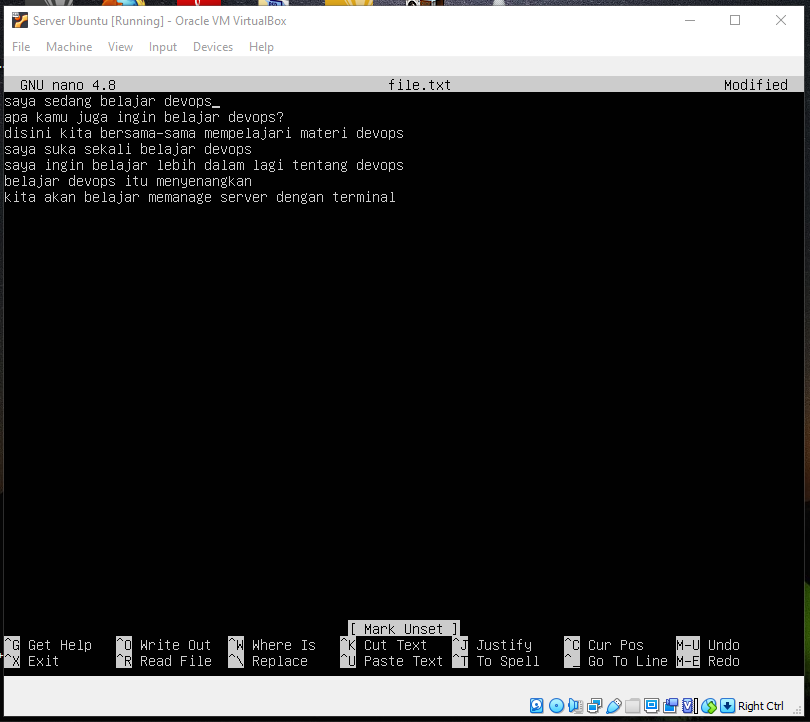 Server Ubuntu [Running] - Oracle VM VirtualBox
File Machine View Input Devices Help
GNU nano 4.8 file.txt Modified
saya sedang belajar devops_
apa kamu juga ingin belajar devops?
disini kita bersama-sama mempelajari materi devops
saya suka sekali belajar devops
saya ingin belajar lebih dalam lagi tentang devops
belajar devops itu menyenangkan
kita akan belajar memanage server dengan terminal
[ Mark Unset ]
^G Get Help ^O Write Out ^W Where Is ^K Cut Text ^J Justify ^C Cur Pos M-U Undo
^X Exit ^R Read File ^\ Replace ^U Paste Text ^T To Spell ^_ Go To Line M-E Redo
Right Ctrl